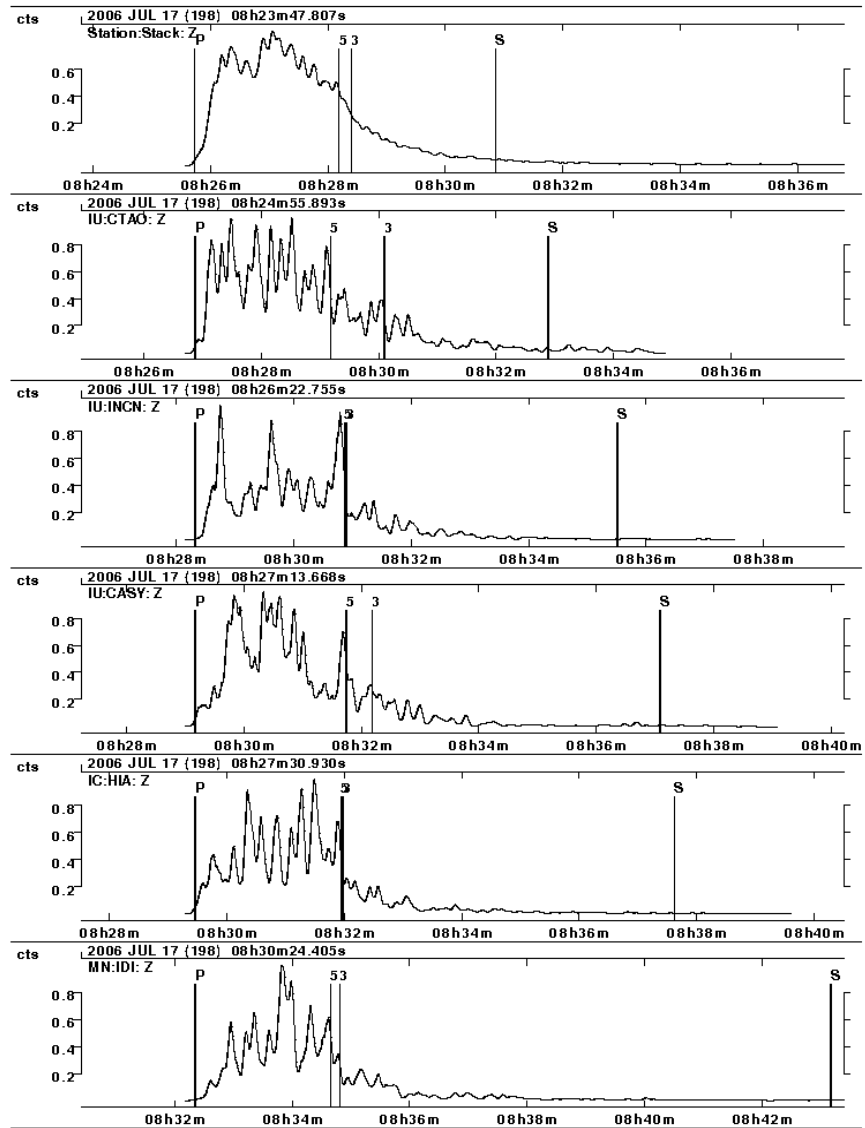 cts 2006 JUL 17 (198) 08h23m47.807s
Station:Stack: Z
P 5 3 S
0.6
0.4
0.2
08h24m 08h26m 08h28m 08h30m 08h32m 08h34m 08h36m
cts 2006 JUL 17 (198) 08h24m55.893s
IU:CTAO: Z
P 5 3 S
0.8
0.6
0.4
0.2
08h26m 08h28m 08h30m 08h32m 08h34m 08h36m
cts 2006 JUL 17 (198) 08h26m22.755s
IU:INCN: Z
P 53 S
0.8
0.6
0.4
0.2
08h28m 08h30m 08h32m 08h34m 08h36m 08h38m
cts 2006 JUL 17 (198) 08h27m13.668s
IU:CASY: Z
P 5 3 S
0.8
0.6
0.4
0.2
08h28m 08h30m 08h32m 08h34m 08h36m 08h38m 08h40m
cts 2006 JUL 17 (198) 08h27m30.930s
IC:HIA: Z
P 53 S
0.8
0.6
0.4
0.2
08h28m 08h30m 08h32m 08h34m 08h36m 08h38m 08h40m
cts 2006 JUL 17 (198) 08h30m24.405s
MN:IDI: Z
P 53 S
0.8
0.6
0.4
0.2
08h32m 08h34m 08h36m 08h38m 08h40m 08h42m